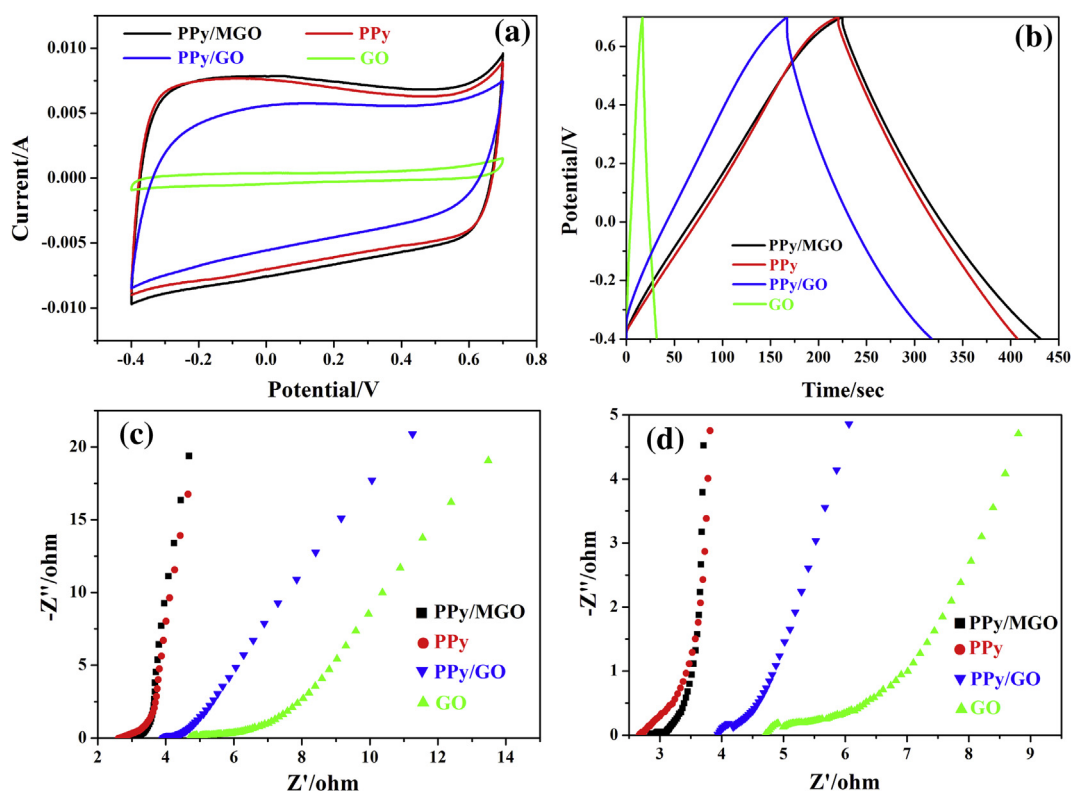 (a)
PPy/MGO PPy
PPy/GO GO
0.010
0.005
0.000
-0.005
-0.010
Current/A
-0.4 -0.2 0.0 0.2 0.4 0.6 0.8
Potential/V
(b)
0.6
0.4
0.2
0.0
-0.2
-0.4
Potential/V
PPy/MGO
PPy
PPy/GO
GO
0 50 100 150 200 250 300 350 400 450
Time/sec
(c)
20
15
10
5
0
-Z''/ohm
PPy/MGO
PPy
PPy/GO
GO
2 4 6 8 10 12 14
Z'/ohm
(d)
5
4
3
2
1
0
-Z''/ohm
PPy/MGO
PPy
PPy/GO
GO
3 4 5 6 7 8 9
Z'/ohm